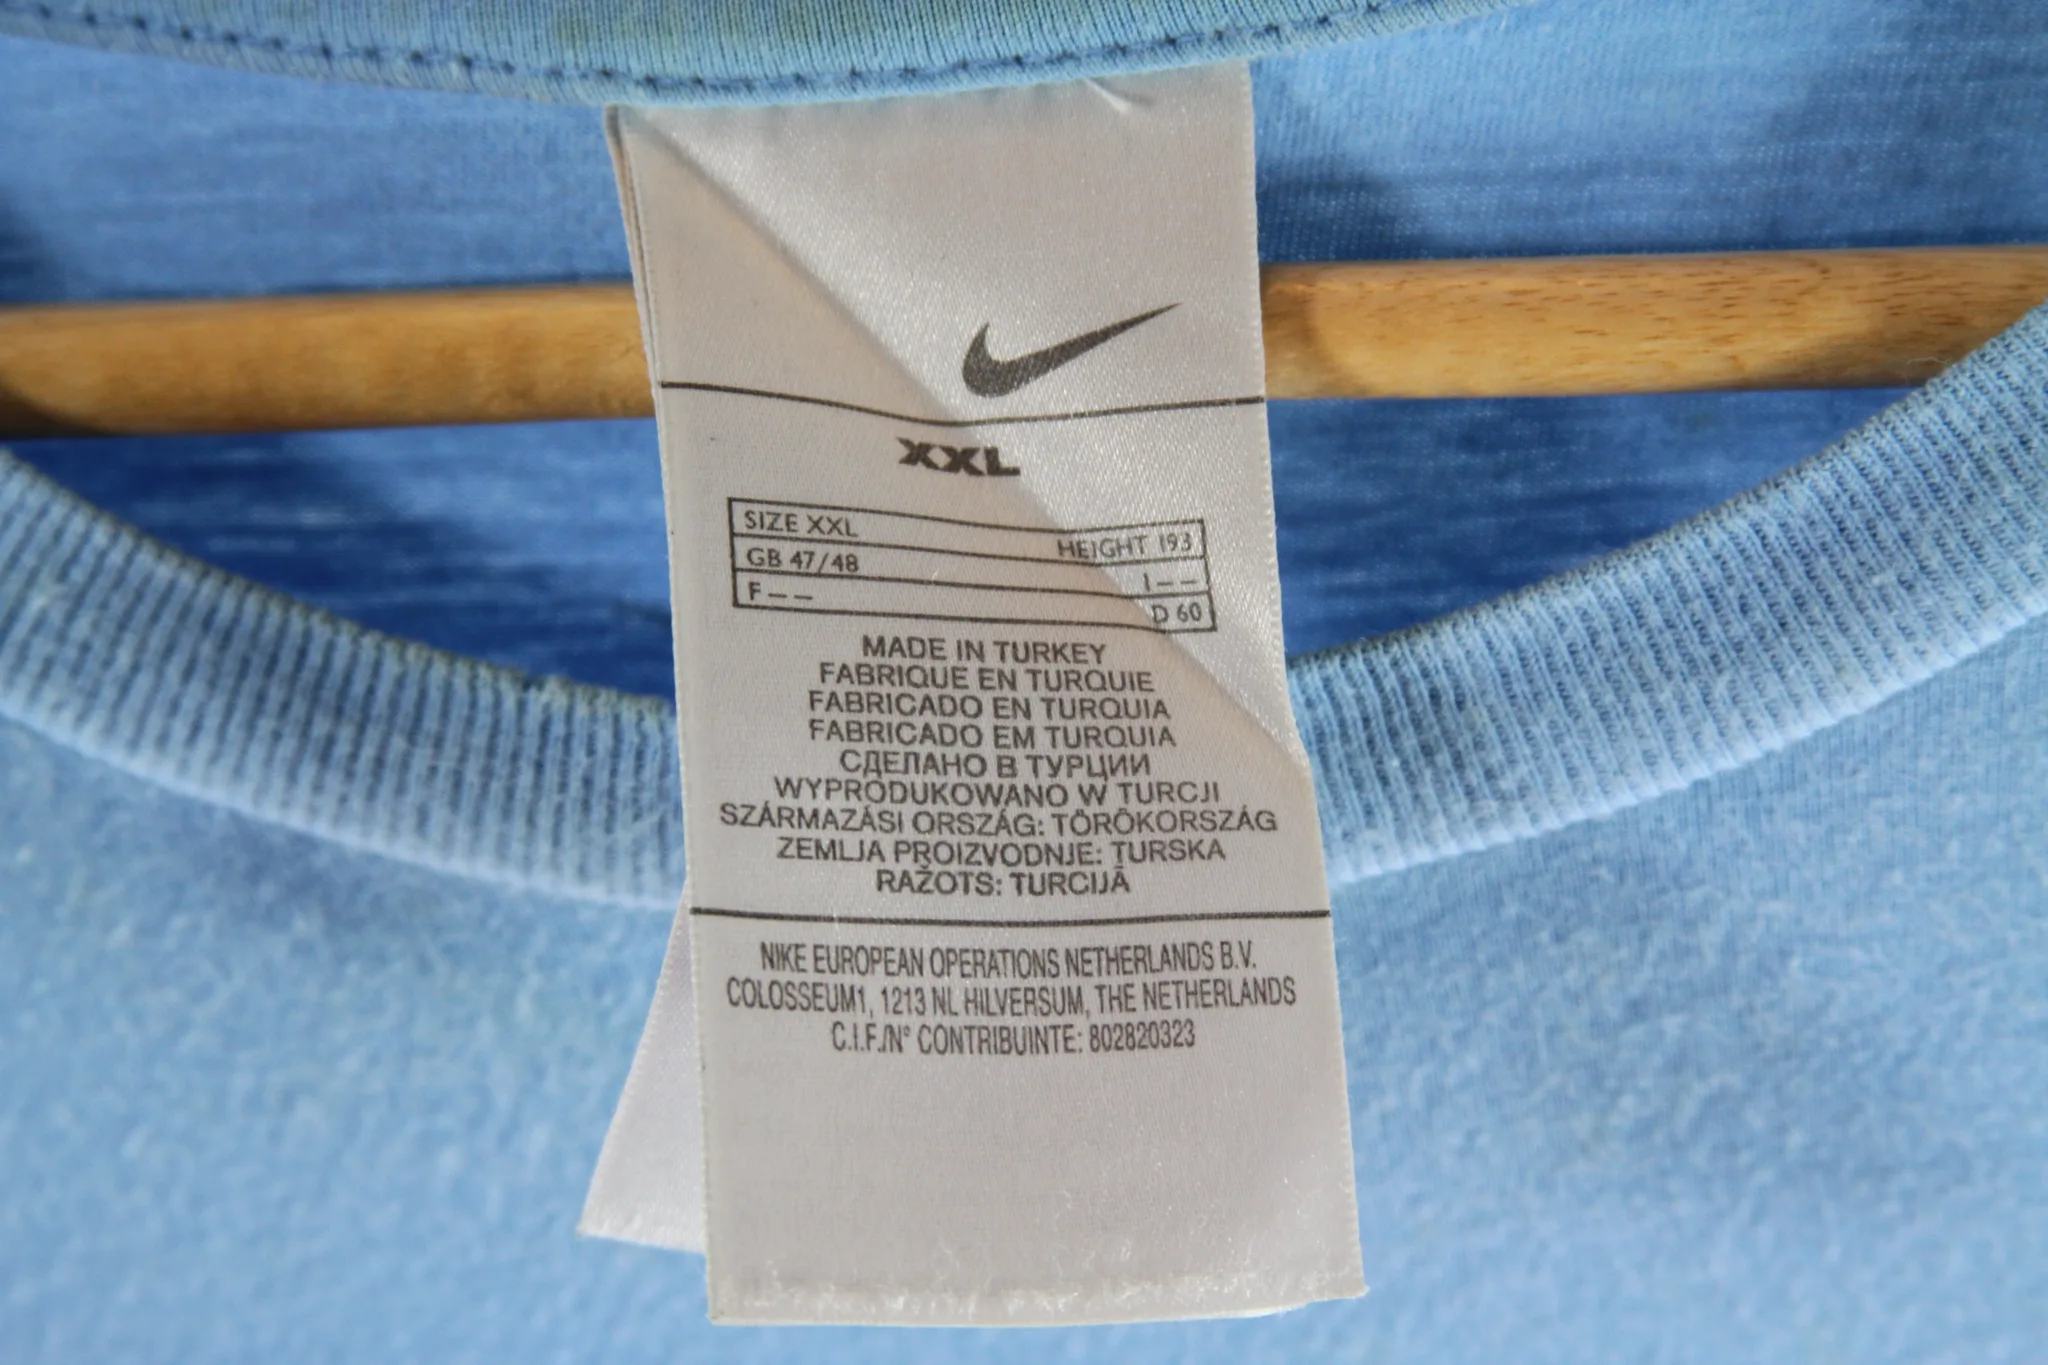 XXL
SIZE XXL HEIGHT 193
GB 47/48 I – –
F – – D 60
MADE IN TURKEY
FABRIQUE EN TURQUIE
FABRICADO EN TURQUIA
FABRICADO EM TURQUIA
СДЕЛАНО В ТУРЦИИ
WYPRODUKOWANO W TURCJI
SZÁRMAZÁSI ORSZÁG: TÖRÖKORSZÁG
ZEMLJA PROIZVODNJE: TURSKA
RAŽOTS: TURCIJĀ
NIKE EUROPEAN OPERATIONS NETHERLANDS B.V.
COLOSSEUM1, 1213 NL HILVERSUM, THE NETHERLANDS
C.I.F./N° CONTRIBUINTE: 802820323